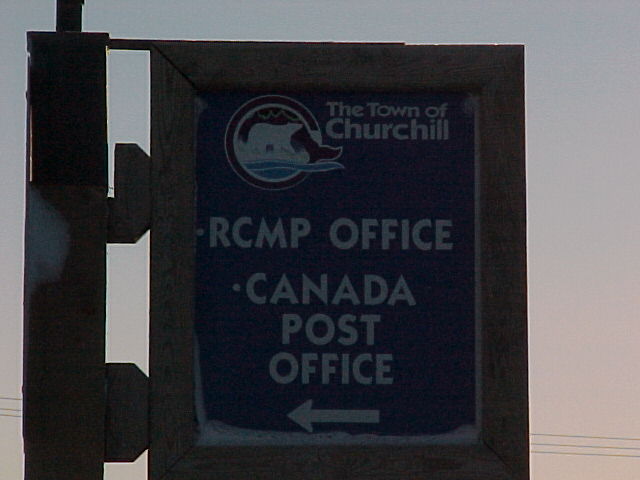 The Town of
Churchill
·RCMP OFFICE
·CANADA
POST
OFFICE